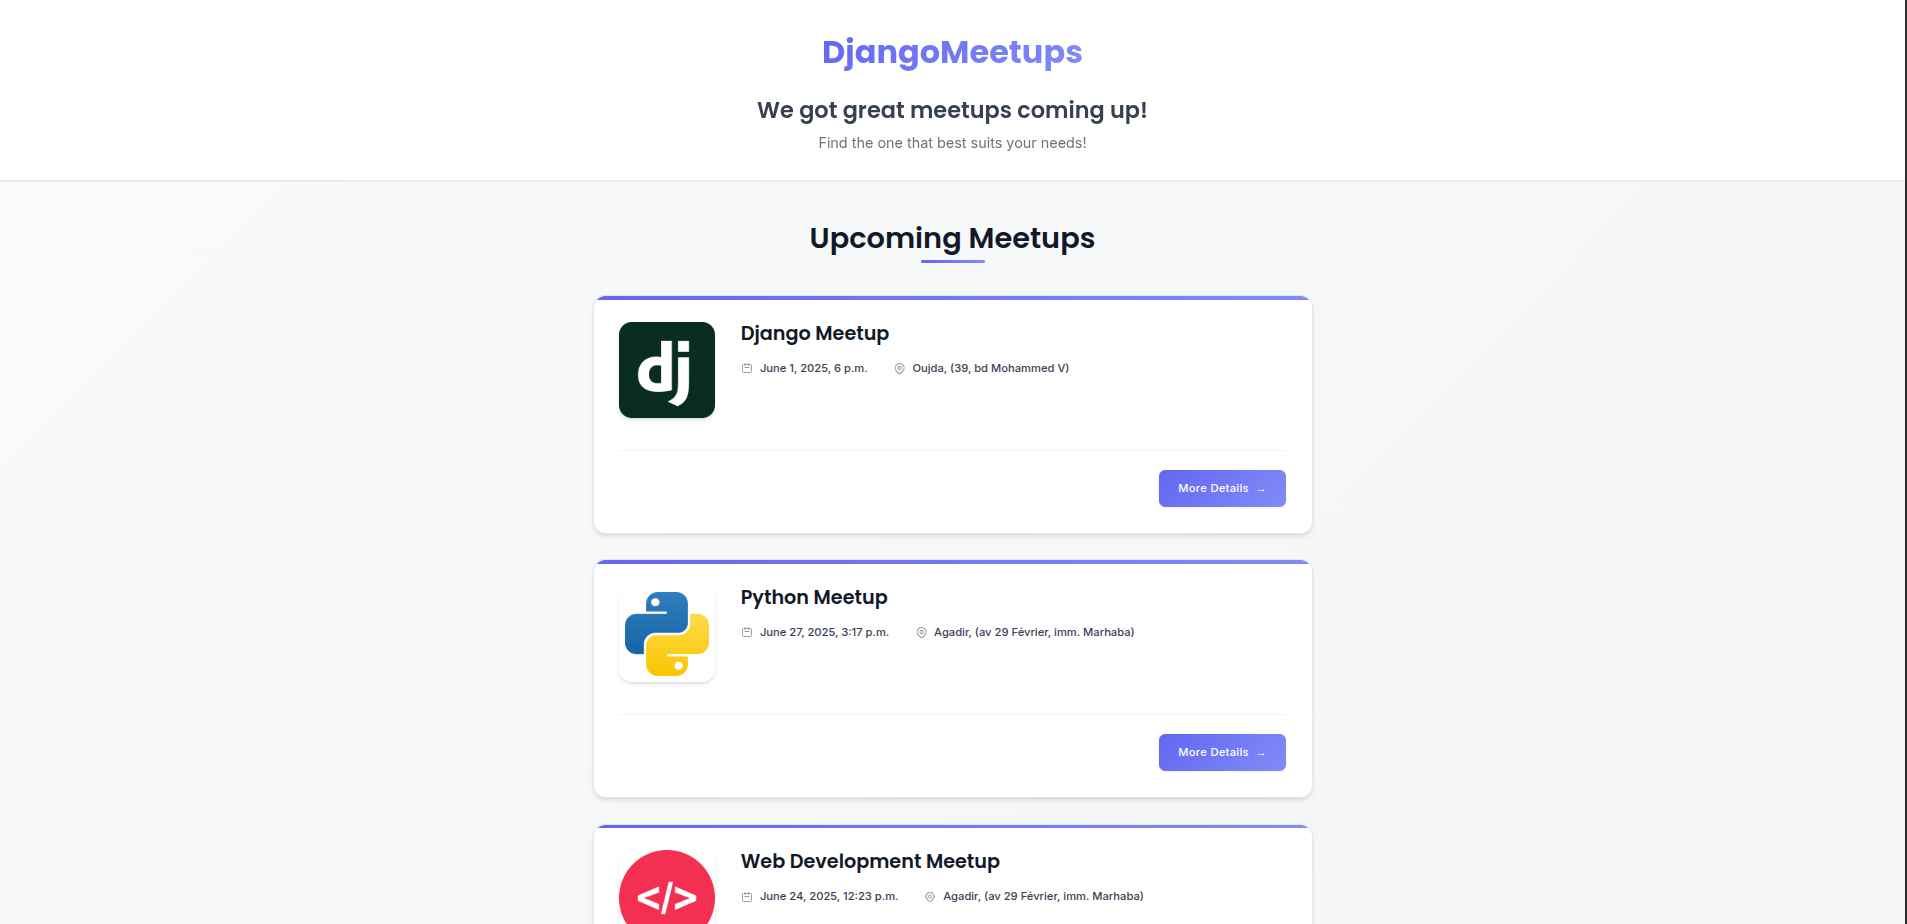 DjangoMeetups
We got great meetups coming up!
Find the one that best suits your needs!
Upcoming Meetups
dj
Django Meetup
June 1, 2025, 6 p.m. Oujda, (39, bd Mohammed V)
More Details →
Python Meetup
June 27, 2025, 3:17 p.m. Agadir, (av 29 Février, imm. Marhaba)
More Details →
</>
Web Development Meetup
June 24, 2025, 12:23 p.m. Agadir, (av 29 Février, imm. Marhaba)